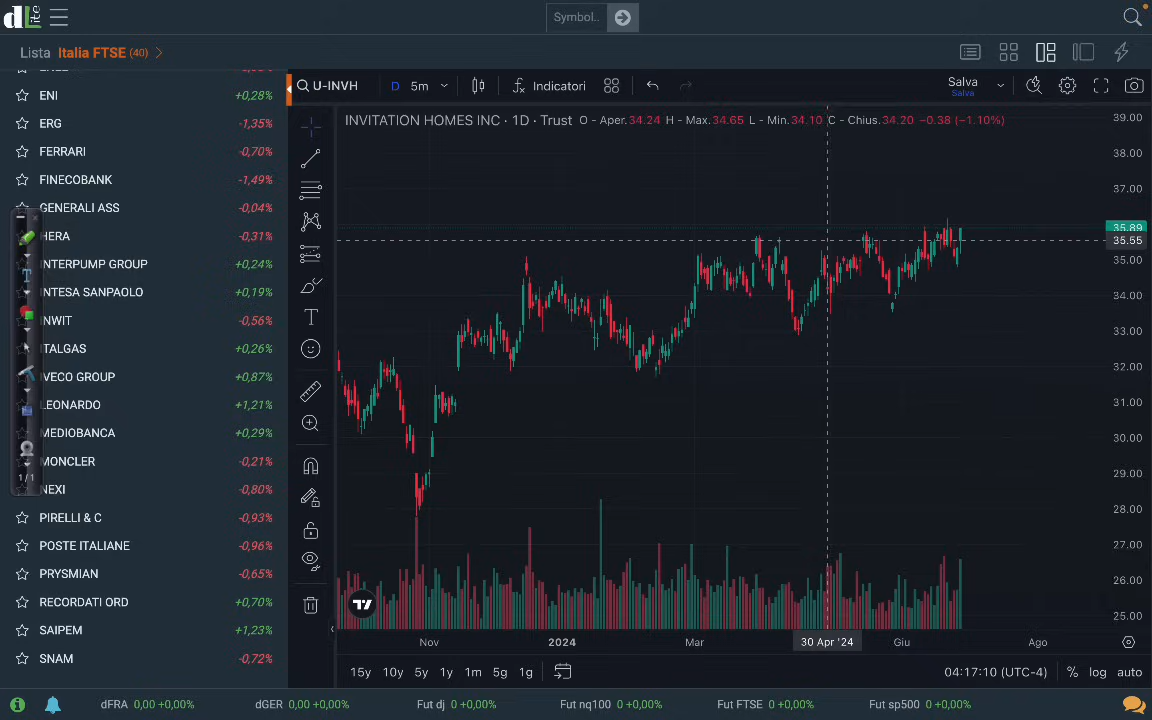 dLite
Symbol..
Lista Italia FTSE (40)
ENI +0,28%
ERG -1,35%
FERRARI -0,70%
FINECOBANK -1,49%
GENERALI ASS -0,04%
HERA -0,31%
INTERPUMP GROUP +0,24%
INTESA SANPAOLO +0,19%
INWIT -0,56%
ITALGAS +0,26%
IVECO GROUP +0,87%
LEONARDO +1,21%
MEDIOBANCA +0,29%
MONCLER -0,21%
NEXI -0,80%
PIRELLI & C -0,93%
POSTE ITALIANE -0,96%
PRYSMIAN -0,65%
RECORDATI ORD +0,70%
SAIPEM +1,23%
SNAM -0,72%
1/1
U-INVH D 5m Indicatori Salva
Salva
INVITATION HOMES INC · 1D · Trust O - Aper.34.24 H - Max.34.65 L - Min.34.10 C - Chius.34.20 −0.38 (−1.10%)
39.00
38.00
37.00
35.89
35.55
35.00
34.00
33.00
32.00
31.00
30.00
29.00
28.00
27.00
26.00
25.00
Nov 2024 Mar 30 Apr '24 Giu Ago
15y 10y 5y 1y 1m 5g 1g 04:17:10 (UTC-4) % log auto
dFRA 0,00 +0,00% dGER 0,00 +0,00% Fut dj 0 +0,00% Fut nq100 0 +0,00% Fut FTSE 0 +0,00% Fut sp500 0 +0,00%